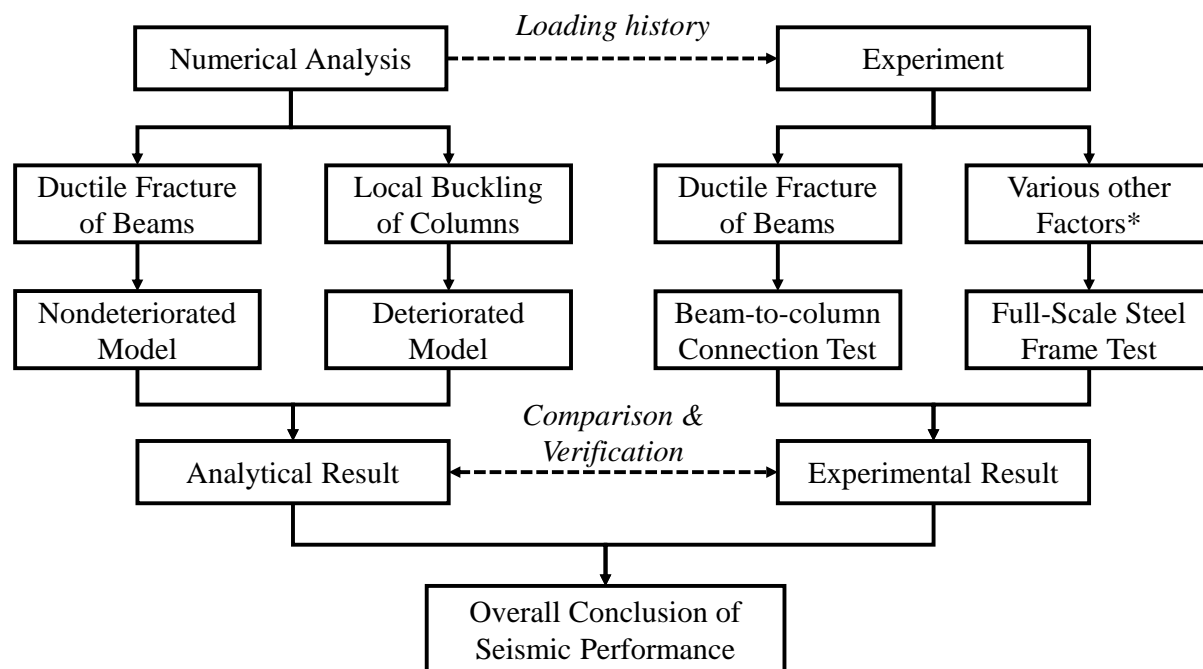 Loading history
Numerical Analysis
Experiment
Ductile Fracture
of Beams
Local Buckling
of Columns
Ductile Fracture
of Beams
Various other
Factors*
Nondeteriorated
Model
Deteriorated
Model
Beam-to-column
Connection Test
Full-Scale Steel
Frame Test
Comparison &
Verification
Analytical Result
Experimental Result
Overall Conclusion of
Seismic Performance